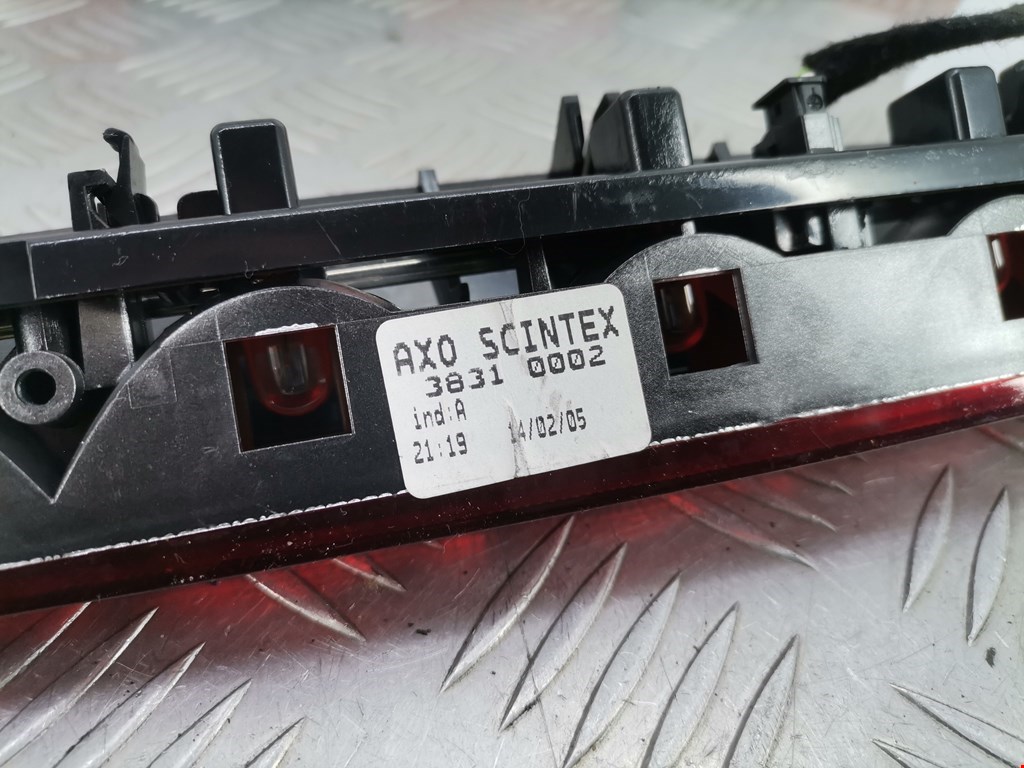 AXO SCINTEX
3831 0002
ind:A
21:19 14/02/05